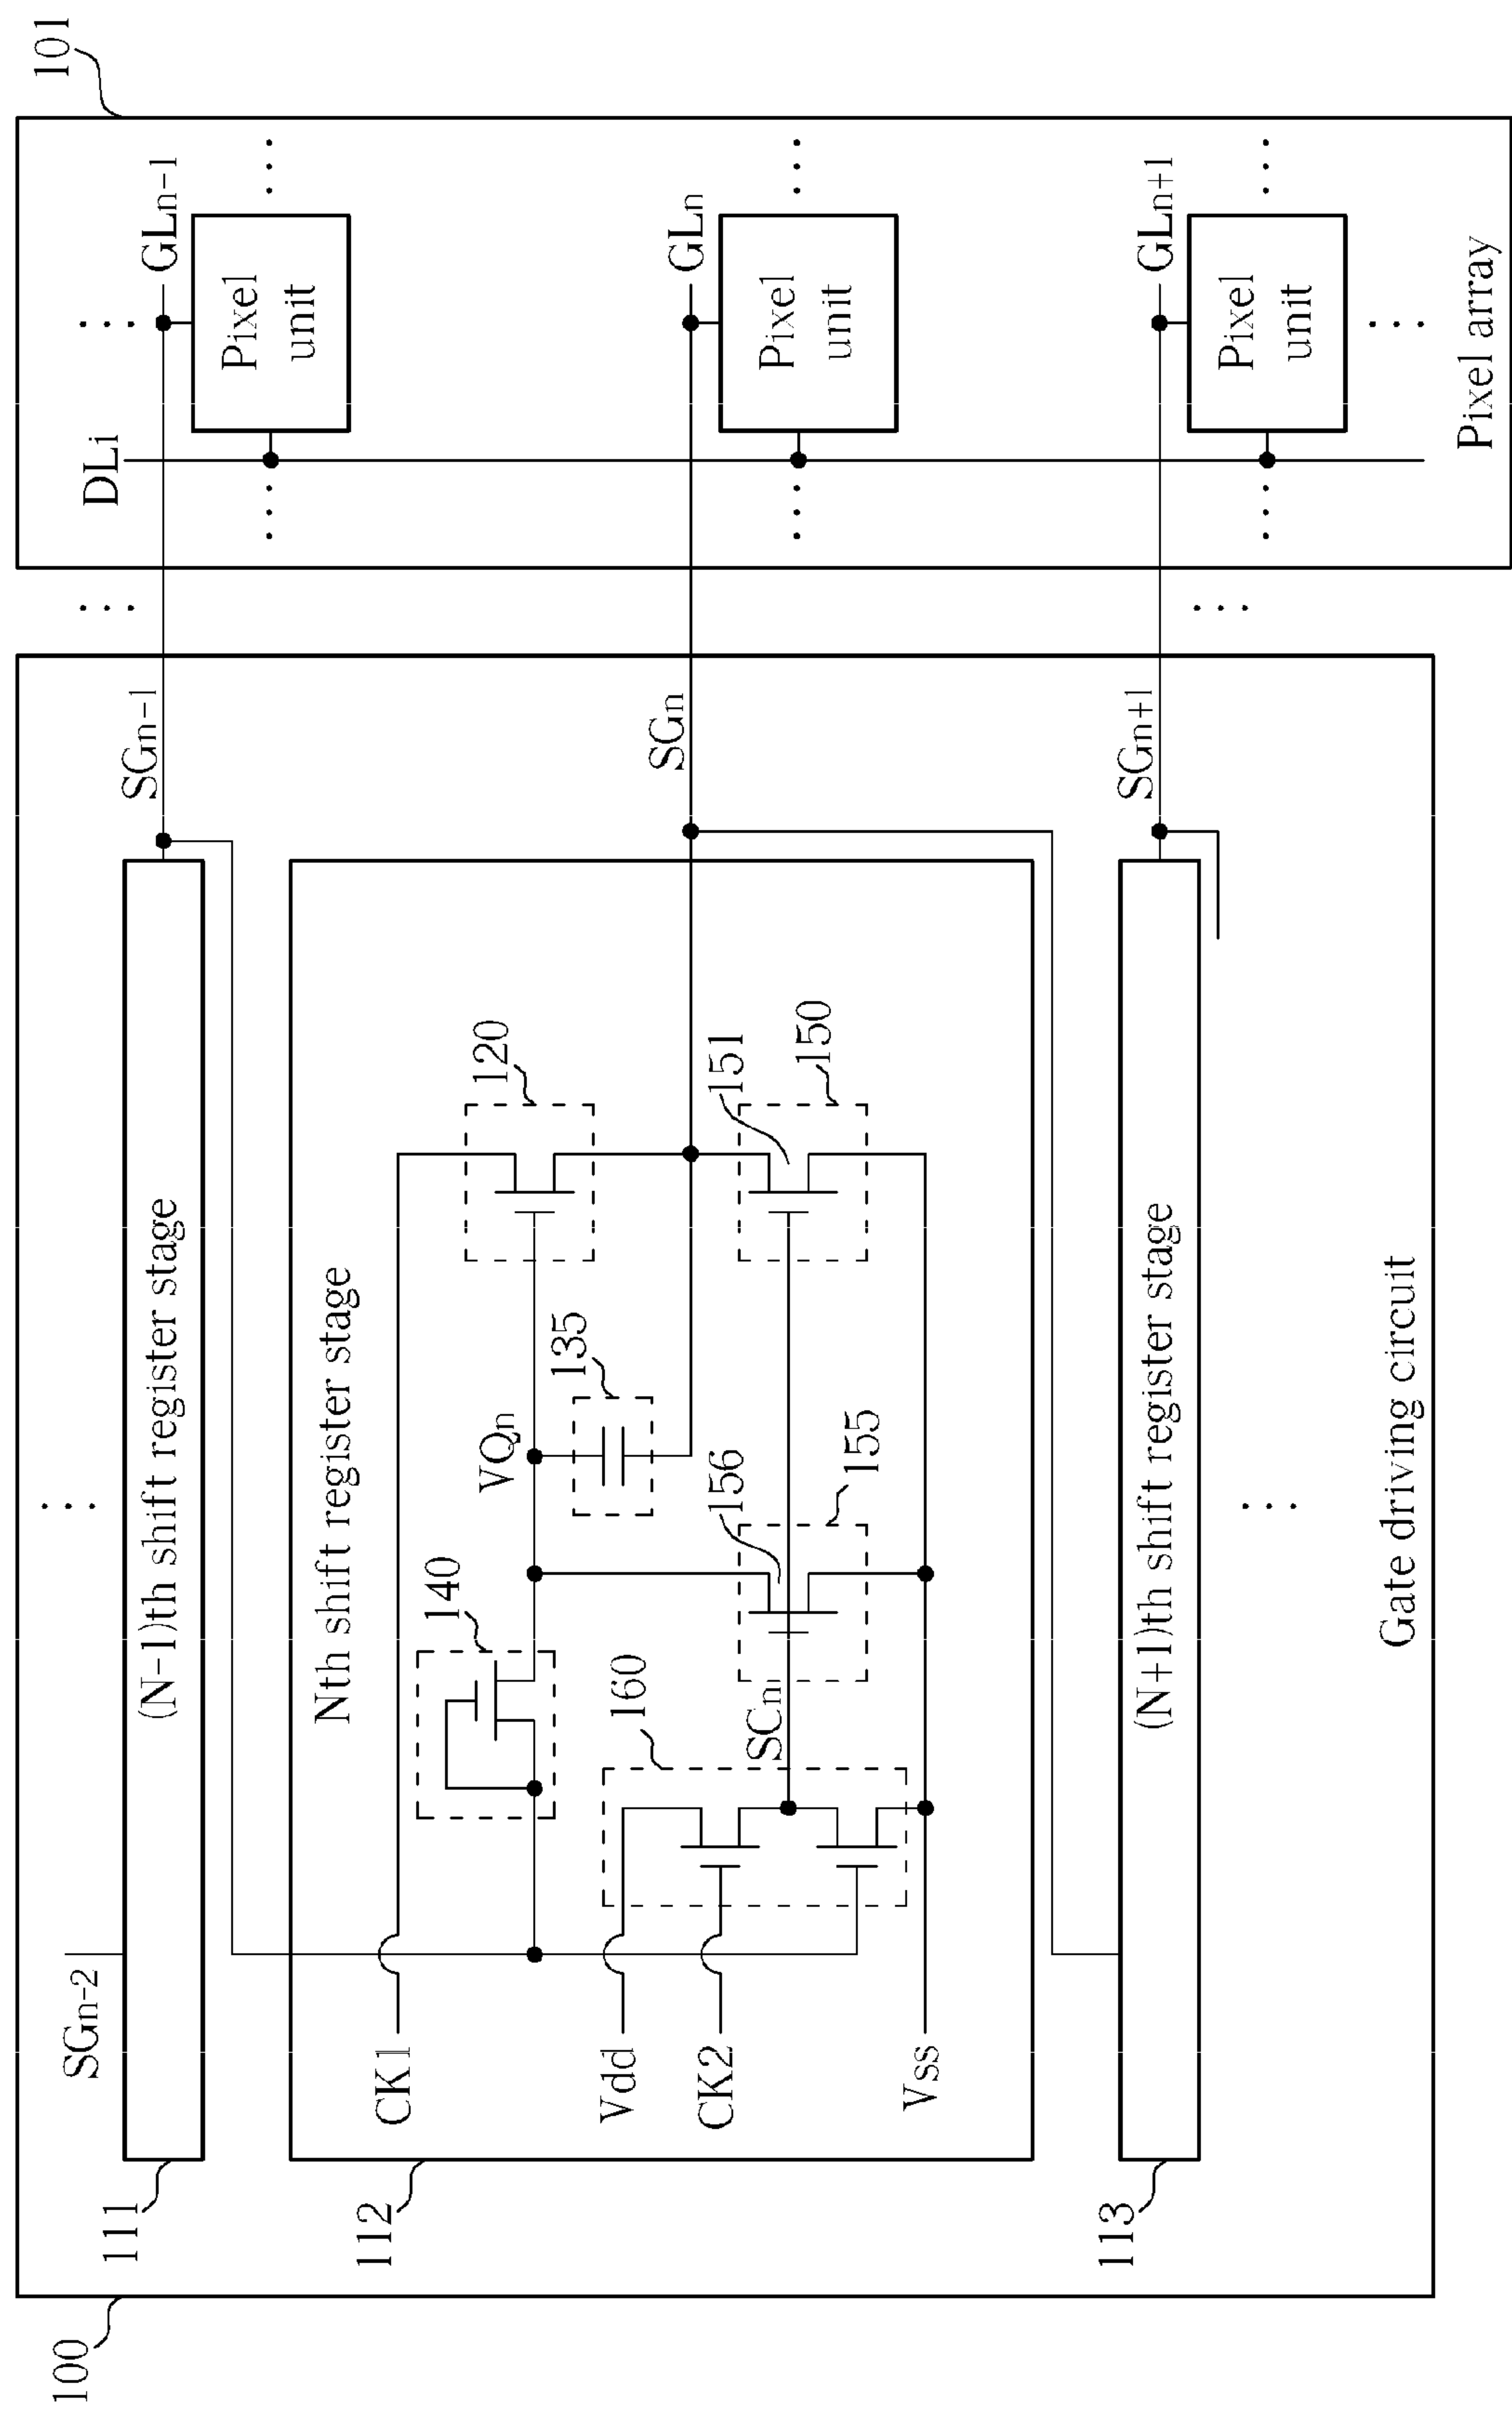 100
111
SGn-2
(N-1)th shift register stage
SGn-1
101
DLi
GLn-1
Pixel
unit
112
Nth shift register stage
CK1
Vdd
CK2
Vss
140
160
SCn
VQn
135
156
155
120
151
150
SGn
GLn
Pixel
unit
113
(N+1)th shift register stage
SGn+1
GLn+1
Pixel
unit
Gate driving circuit
Pixel array